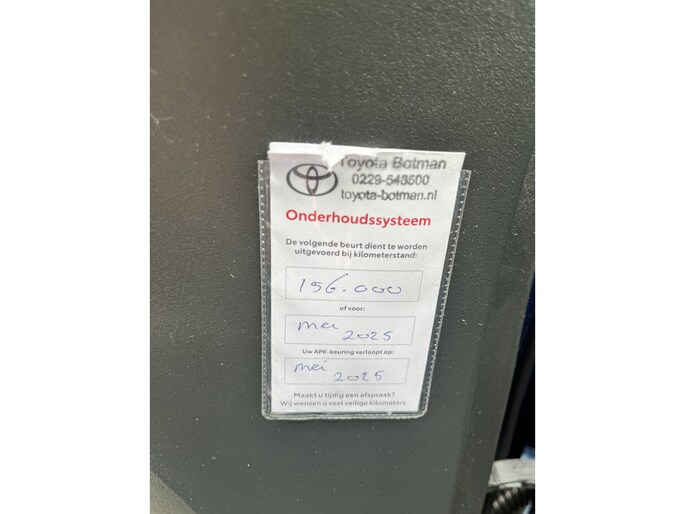 Toyota Botman
0229-543500
toyota-botman.nl
Onderhoudssysteem
De volgende beurt dient te worden
uitgevoerd bij kilometerstand:
156.000
of voor:
mei
2025
Uw APK-keuring verloopt op:
mei
2025
Maakt u tijdig een afspraak?
Wij wensen u veel veilige kilometers